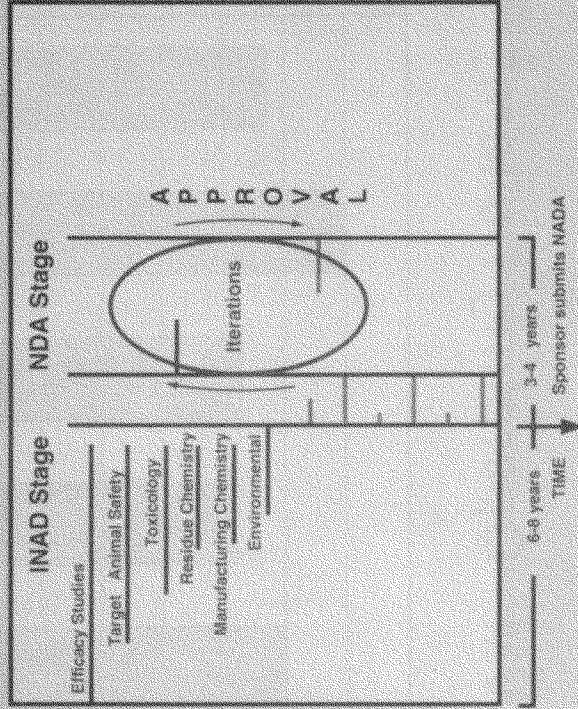 INAD Stage
NDA Stage
Efficacy Studies
Target Animal Safety
Toxicology
Residue Chemistry
Manufacturing Chemistry
Environmental
Iterations
APPROVAL
6-8 years
3-4 years
TIME
Sponsor submits NADA